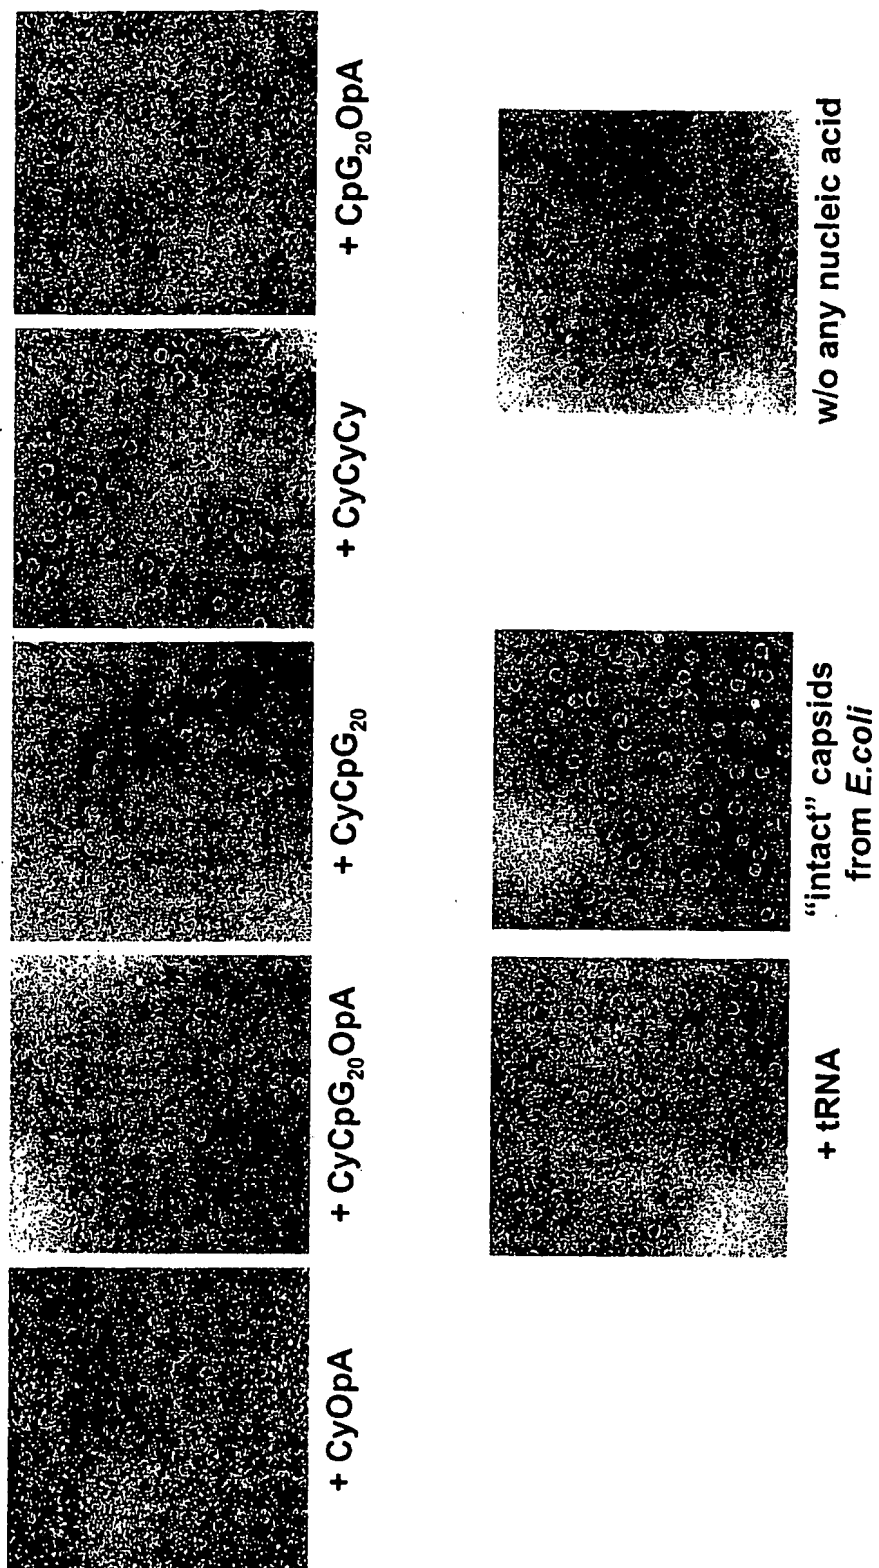 + CyOpA
+ CyCpG₂₀OpA
+ CyCpG₂₀
+ CyCyCy
+ CpG₂₀OpA
+ tRNA
"intact" capsids
from E.coli
w/o any nucleic acid